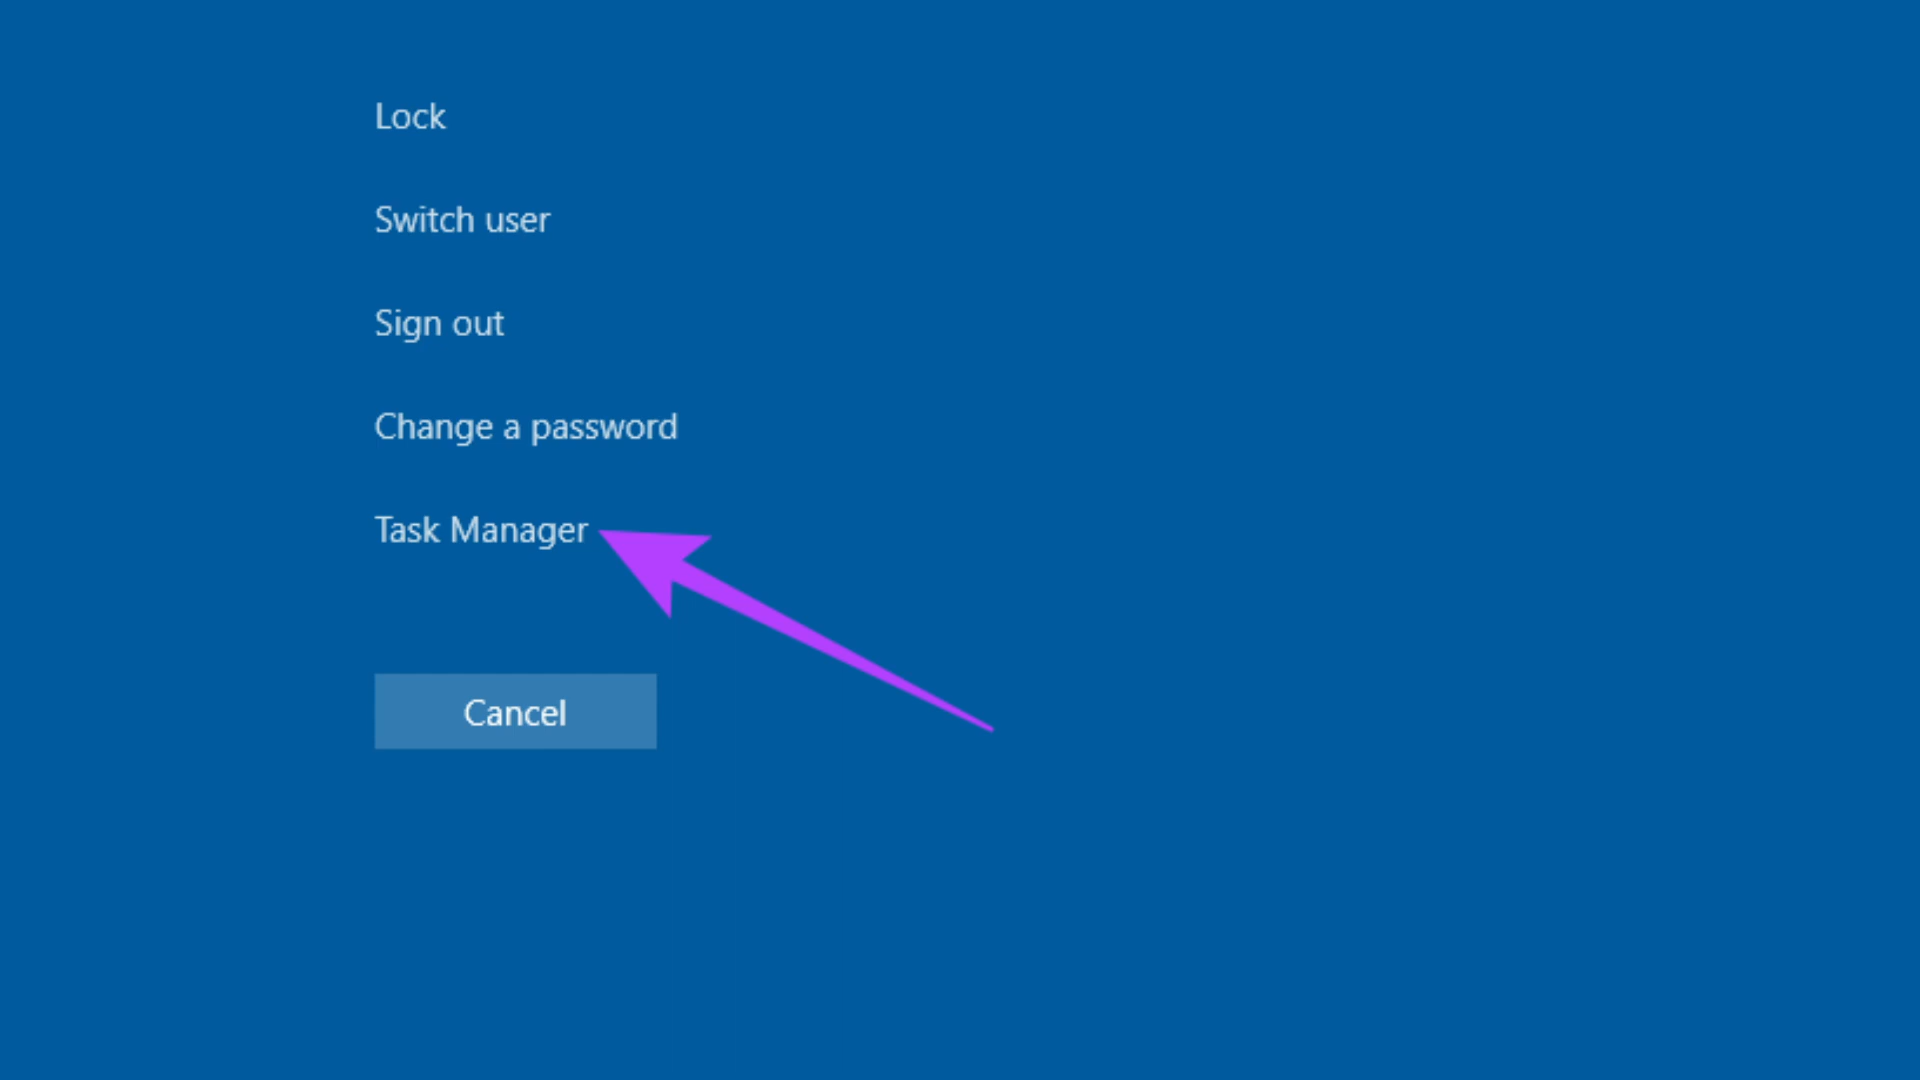 Lock
Switch user
Sign out
Change a password
Task Manager
Cancel